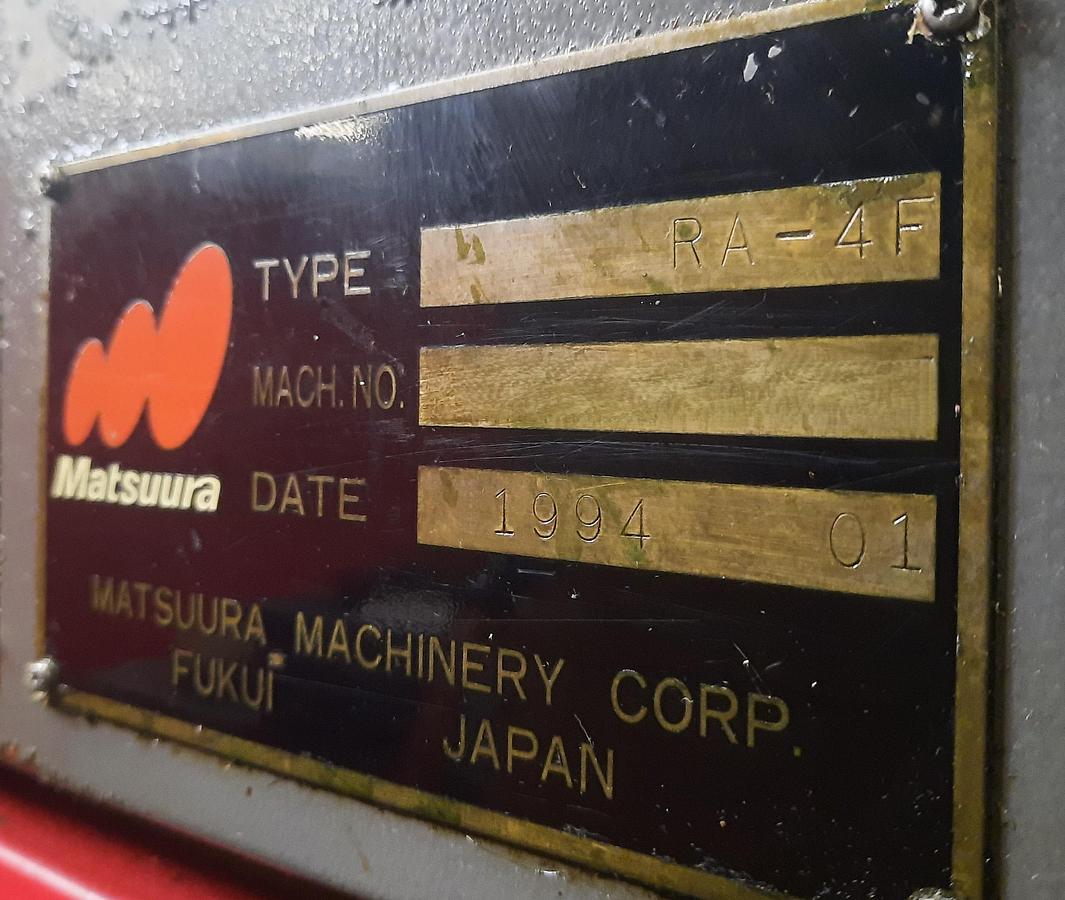 TYPE RA-4F
MACH. NO.
Matsuura
DATE 1994 01
MATSUURA MACHINERY CORP.
FUKUI
JAPAN